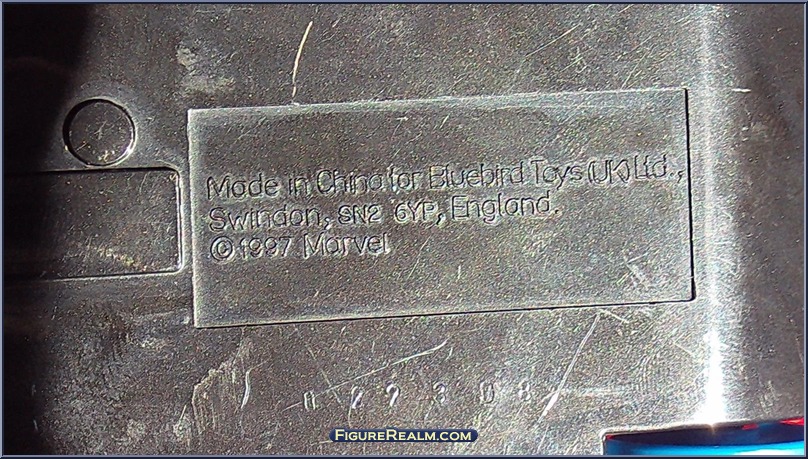 Made in China for Bluebird Toys (UK) Ltd.,
Swindon, SN2 6YP, England.
©1997 Marvel
FIGUREREALM.COM